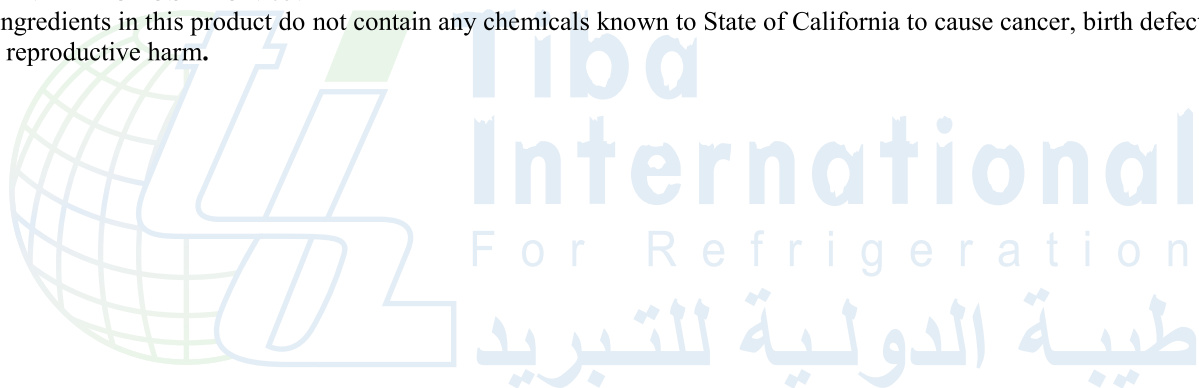 ngredients in this product do not contain any chemicals known to State of California to cause cancer, birth defec
reproductive harm.
Tiba
International
For Refrigeration
طيبة الدولية للتبريد